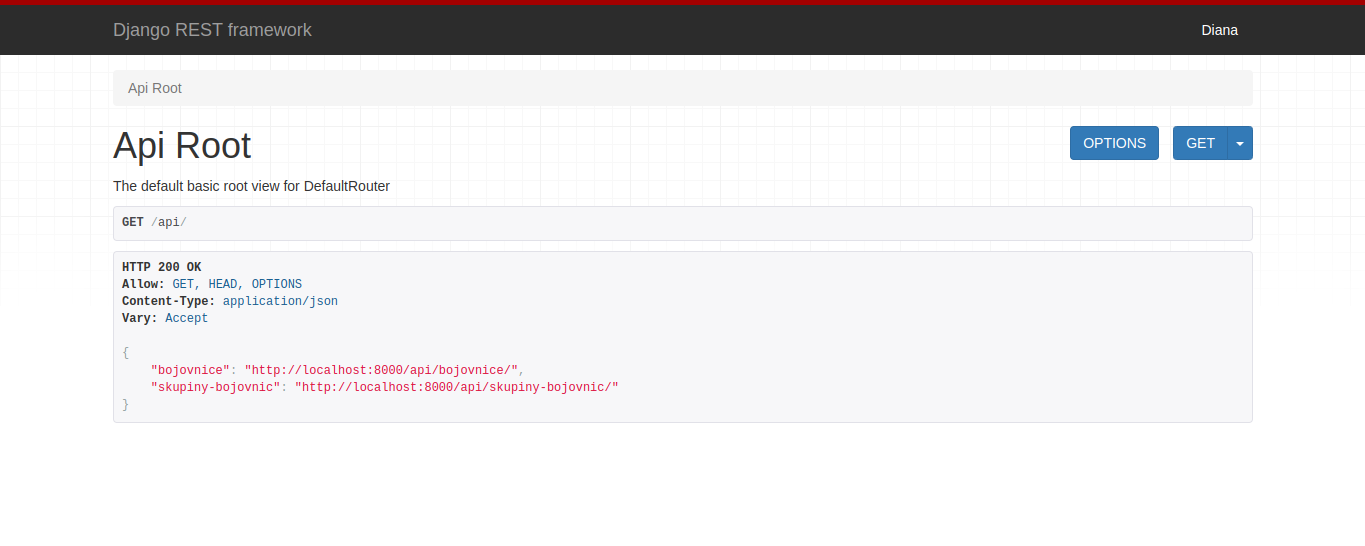 Django REST framework
Diana
Api Root
Api Root
OPTIONS
GET
The default basic root view for DefaultRouter
GET /api/
HTTP 200 OK
Allow: GET, HEAD, OPTIONS
Content-Type: application/json
Vary: Accept
{
    "bojovnice": "http://localhost:8000/api/bojovnice/",
    "skupiny-bojovnic": "http://localhost:8000/api/skupiny-bojovnic/"
}